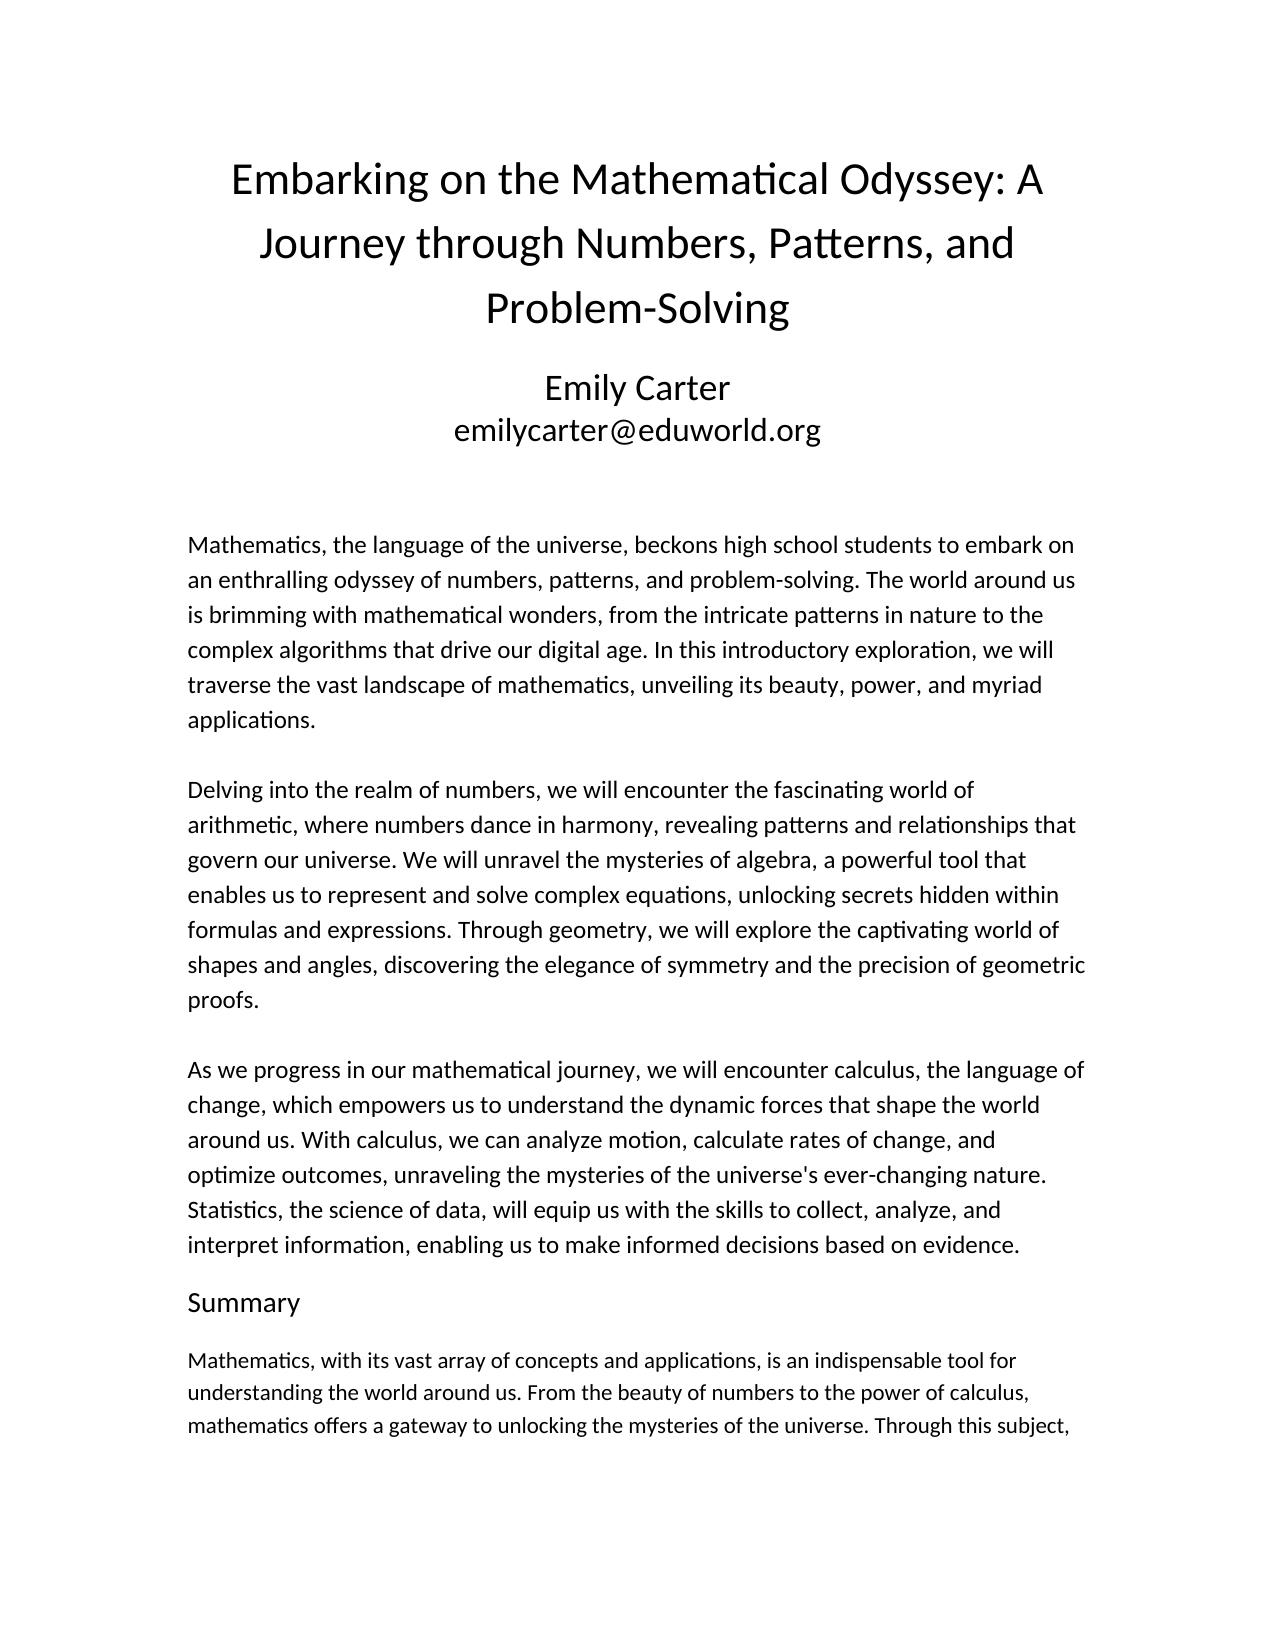 Embarking on the Mathematical Odyssey: A
Journey through Numbers, Patterns, and
Problem-Solving
Emily Carter
emilycarter@eduworld.org
Mathematics, the language of the universe, beckons high school students to embark on
an enthralling odyssey of numbers, patterns, and problem-solving. The world around us
is brimming with mathematical wonders, from the intricate patterns in nature to the
complex algorithms that drive our digital age. In this introductory exploration, we will
traverse the vast landscape of mathematics, unveiling its beauty, power, and myriad
applications.
Delving into the realm of numbers, we will encounter the fascinating world of
arithmetic, where numbers dance in harmony, revealing patterns and relationships that
govern our universe. We will unravel the mysteries of algebra, a powerful tool that
enables us to represent and solve complex equations, unlocking secrets hidden within
formulas and expressions. Through geometry, we will explore the captivating world of
shapes and angles, discovering the elegance of symmetry and the precision of geometric
proofs.
As we progress in our mathematical journey, we will encounter calculus, the language of
change, which empowers us to understand the dynamic forces that shape the world
around us. With calculus, we can analyze motion, calculate rates of change, and
optimize outcomes, unraveling the mysteries of the universe's ever-changing nature.
Statistics, the science of data, will equip us with the skills to collect, analyze, and
interpret information, enabling us to make informed decisions based on evidence.
Summary
Mathematics, with its vast array of concepts and applications, is an indispensable tool for
understanding the world around us. From the beauty of numbers to the power of calculus,
mathematics offers a gateway to unlocking the mysteries of the universe. Through this subject,